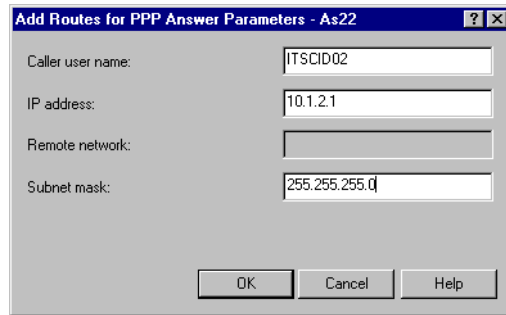 Add Routes for PPP Answer Parameters - As22
Caller user name: ITSCID02
IP address: 10.1.2.1
Remote network:
Subnet mask: 255.255.255.0
OK Cancel Help